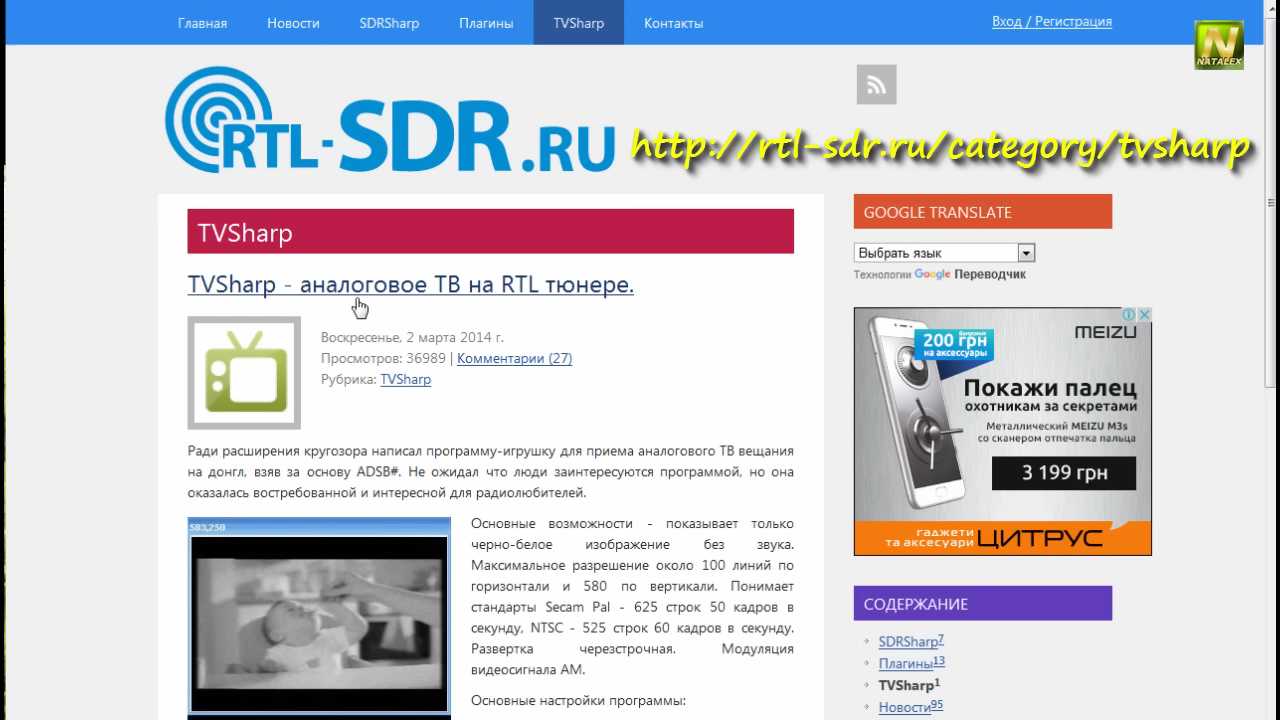 Главная Новости SDRSharp Плагины TVSharp Контакты Вход / Регистрация
N
NATALEX
RTL-SDR.RU
http://rtl-sdr.ru/category/tvsharp
TVSharp
TVSharp - аналоговое ТВ на RTL тюнере.
Воскресенье, 2 марта 2014 г.
Просмотров: 36989 | Комментарии (27)
Рубрика: TVSharp
Ради расширения кругозора написал программу-игрушку для приема аналогового ТВ вещания
на донгл, взяв за основу ADSB#. Не ожидал что люди заинтересуются программой, но она
оказалась востребованной и интересной для радиолюбителей.
583,250
Основные возможности - показывает только
черно-белое изображение без звука.
Максимальное разрешение около 100 линий по
горизонтали и 580 по вертикали. Понимает
стандарты Secam Pal - 625 строк 50 кадров в
секунду, NTSC - 525 строк 60 кадров в секунду.
Развертка черезстрочная. Модуляция
видеосигнала АМ.
Основные настройки программы:
GOOGLE TRANSLATE
Выбрать язык
Технологии Google Переводчик
MEIZU
200 грн
бонусных
на аксессуары
Покажи палец
охотникам за секретами
Металлический MEIZU M3s
со сканером отпечатка пальца
3 199 грн
гаджети
та аксесуари ЦИТРУС
СОДЕРЖАНИЕ
SDRSharp7
Плагины13
TVSharp1
Новости95